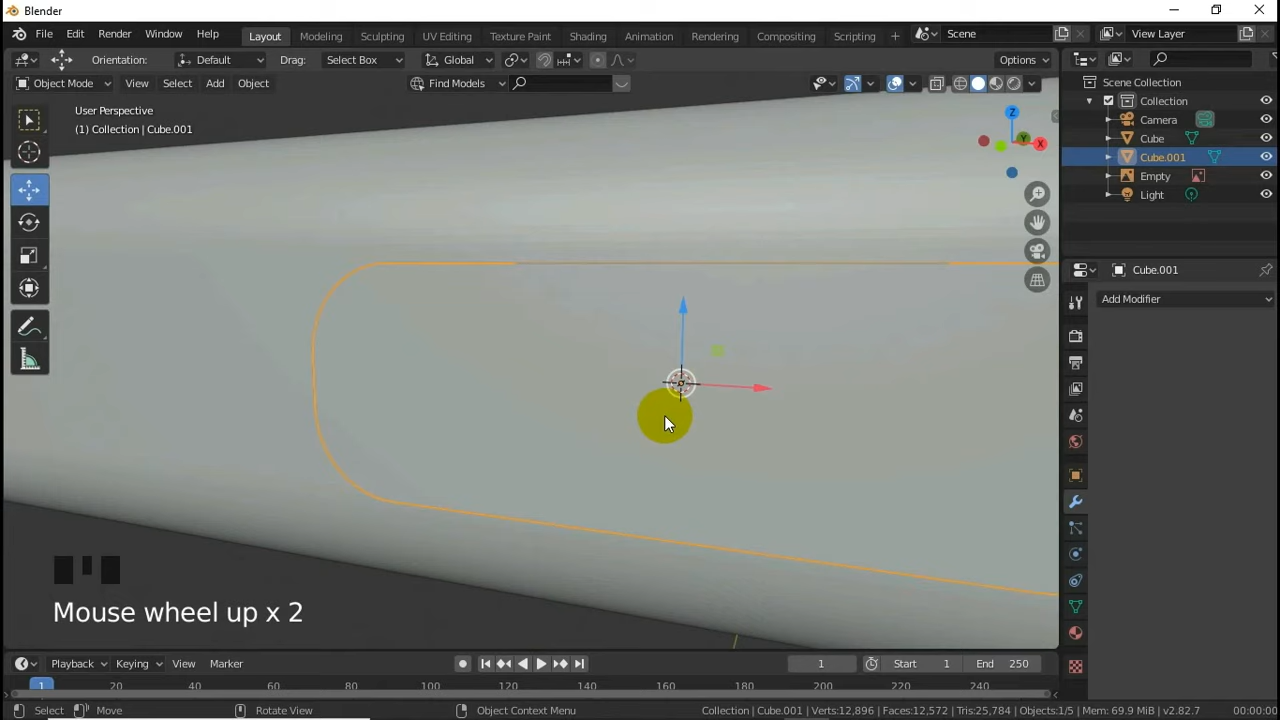 Blender
File Edit Render Window Help Layout Modeling Sculpting UV Editing Texture Paint Shading Animation Rendering Compositing Scripting + Scene View Layer
Orientation: Default Drag: Select Box Global Options
Object Mode View Select Add Object Find Models
User Perspective
(1) Collection | Cube.001
Z
Y
X
Scene Collection
Collection
Camera
Cube
Cube.001
Empty
Light
Cube.001
Add Modifier
Mouse wheel up x 2
Playback Keying View Marker 1 Start 1 End 250
1 20 40 60 80 100 120 140 160 180 200 220 240
Select Move Rotate View Object Context Menu Collection | Cube.001 | Verts:12,896 | Faces:12,572 | Tris:25,784 | Objects:1/5 | Mem: 69.9 MiB | v2.82.7
00:00:00